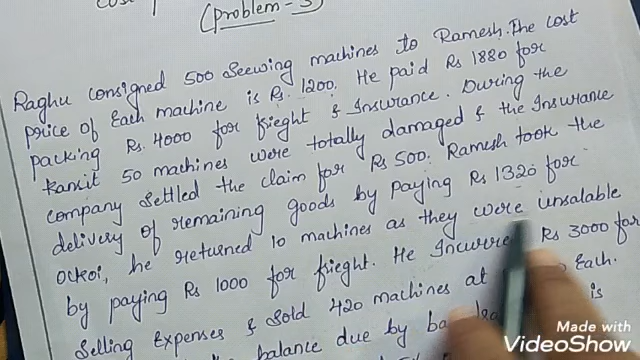 Cost
(Problem - 3)
Raghu consigned 500 Seewing machines to Ramesh. The cost
price of Each machine is Rs. 1200. He paid Rs 1880 for
packing Rs. 4000 for frieght & Insurance. During the
transit 50 machines were totally damaged & the Insurance
company settled the claim for Rs 500. Ramesh took the
delivery of remaining goods by paying Rs 1320 for
Octroi, he returned 10 machines as they were unsalable
by paying Rs 1000 for frieght. He Incurred Rs 3000 for
Selling Expenses & Sold 420 machines at Each.
balance due by is
Made with
VideoShow